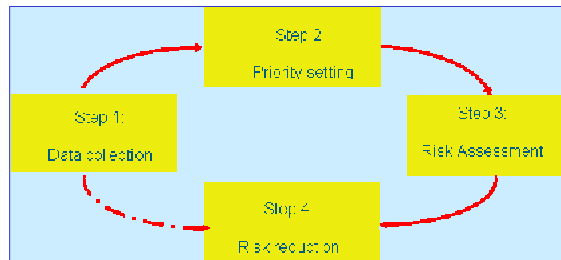 Step 1:
Data collection
Step 2
Priority setting
Step 3:
Risk Assessment
Step 4
Risk reduction